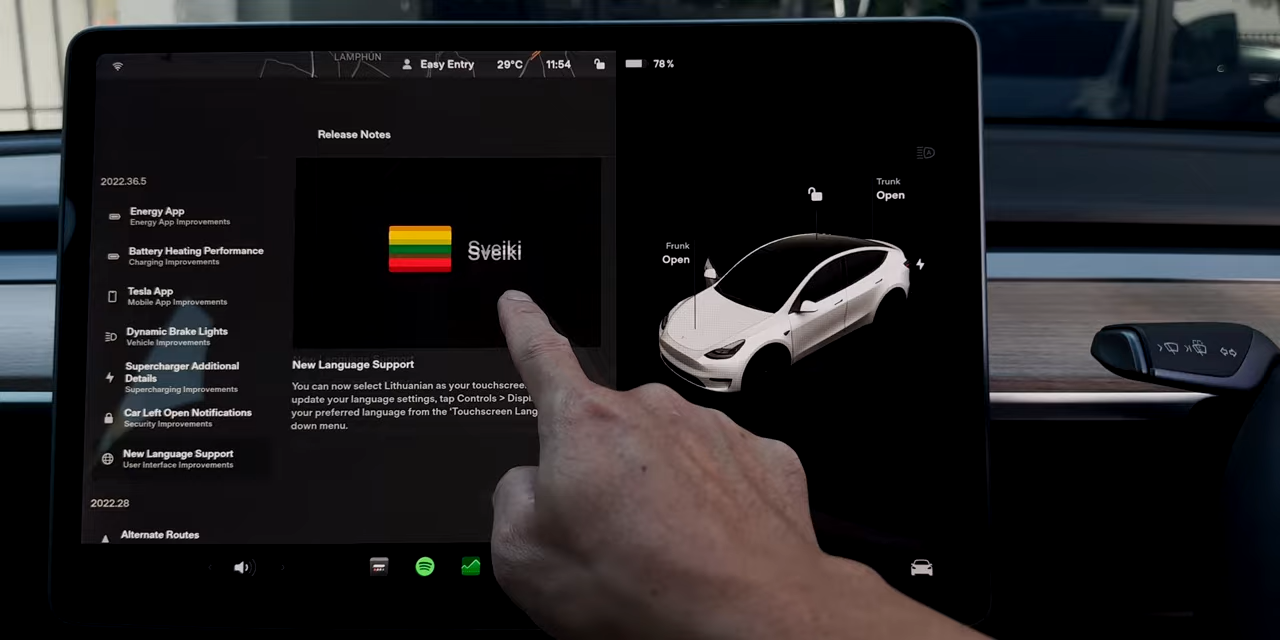 LAMPHUN
Easy Entry
29°C
11:54
78%
Release Notes
2022.36.5
Energy App
Energy App Improvements
Battery Heating Performance
Charging Improvements
Tesla App
Mobile App Improvements
Dynamic Brake Lights
Vehicle Improvements
Supercharger Additional
Details
Supercharging Improvements
Car Left Open Notifications
Security Improvements
New Language Support
User Interface Improvements
2022.28
Alternate Routes
Sveiki
New Language Support
You can now select Lithuanian as your touchscreen
update your language settings, tap Controls > Displ
your preferred language from the 'Touchscreen Lang
down menu.
Trunk
Open
Frunk
Open